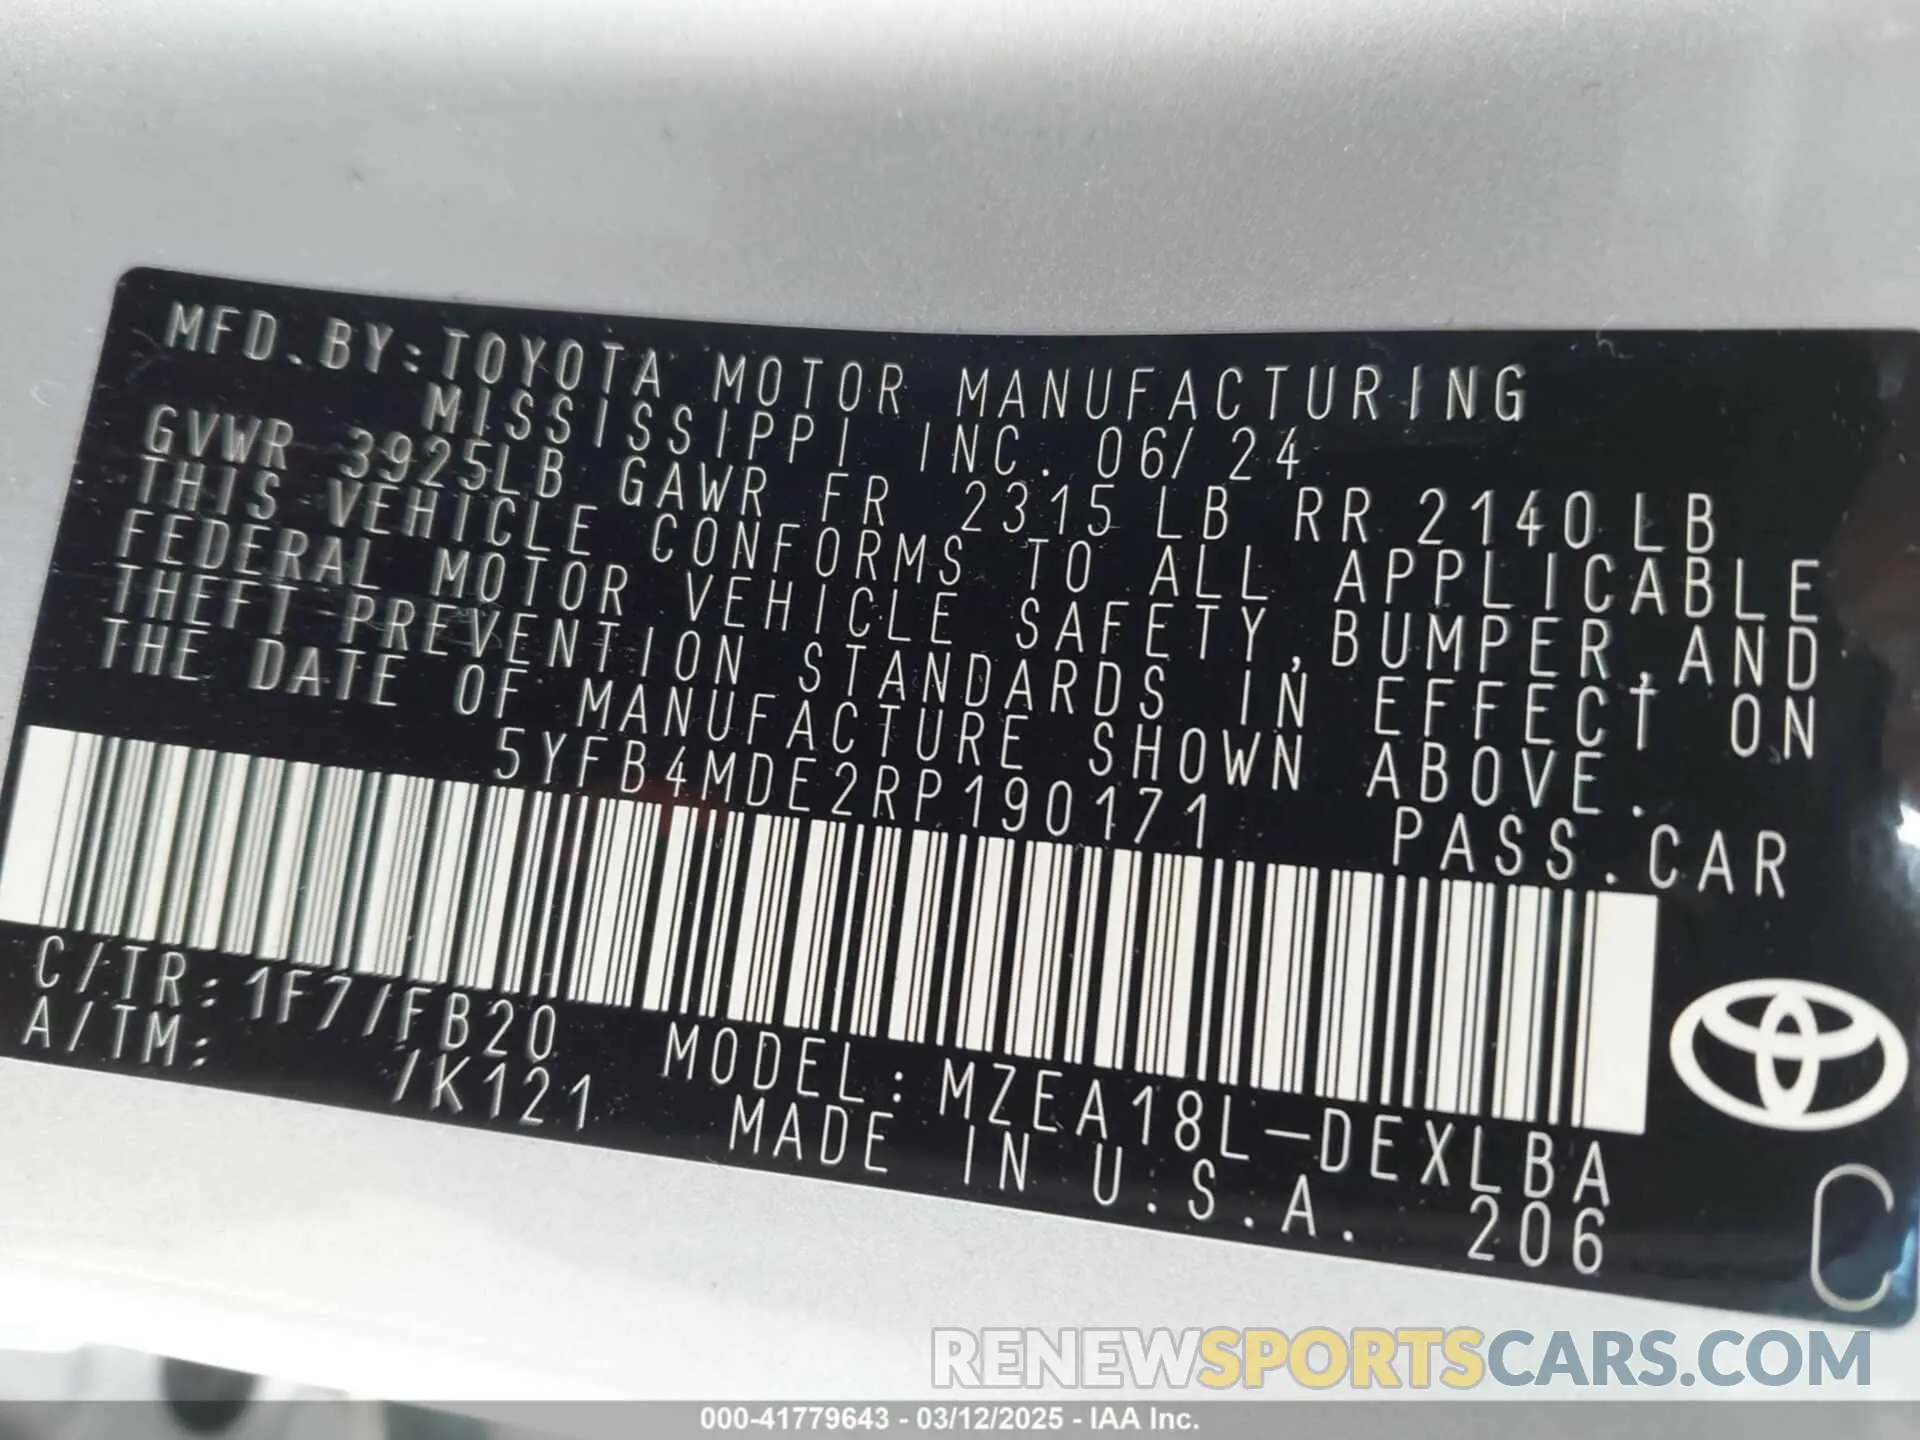 MFD.BY:TOYOTA MOTOR MANUFACTURING
MISSISSIPPI INC. 06/24
GVWR 3925LB GAWR FR 2315LB RR 2140LB
THIS VEHICLE CONFORMS TO ALL APPLICABLE
FEDERAL MOTOR VEHICLE SAFETY,BUMPER,AND
THEFT PREVENTION STANDARDS IN EFFECT ON
THE DATE OF MANUFACTURE SHOWN ABOVE.
5YFB4MDE2RP190171 PASS.CAR
C/TR:1F7/FB20 MODEL:MZEA18L-DEXLBA
A/TM: /K121 MADE IN U.S.A. 206
C
RENEWSPORTSCARS.COM
000-41779643 - 03/12/2025 - IAA Inc.